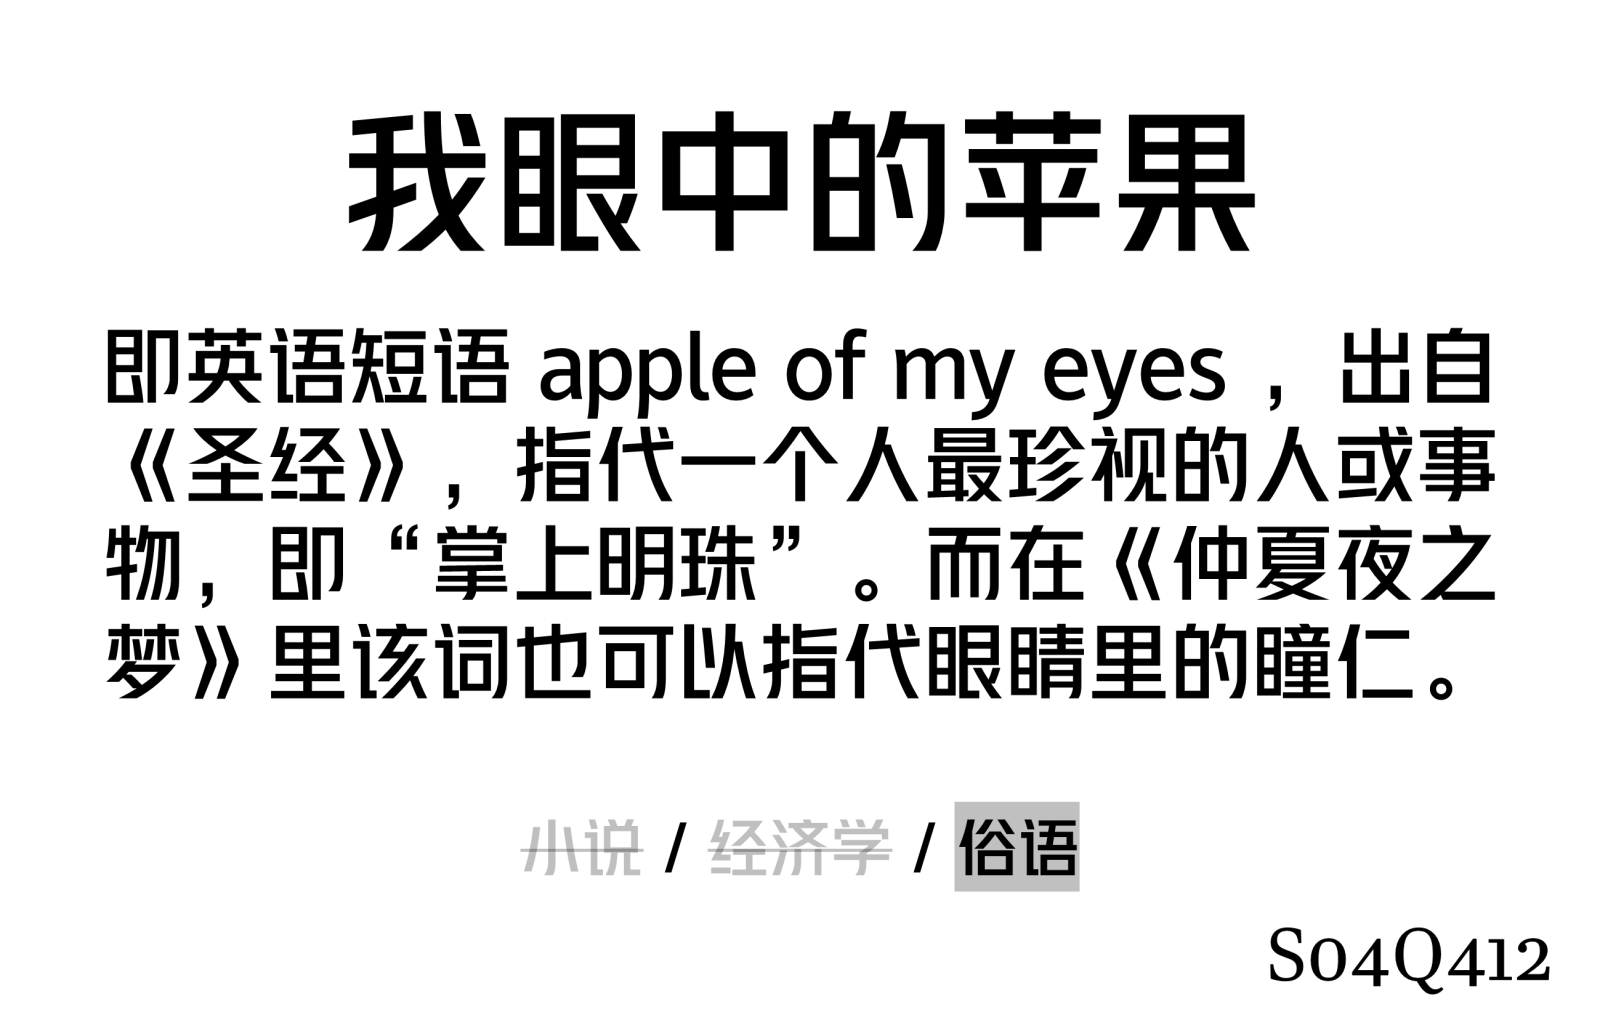 我眼中的苹果
即英语短语 apple of my eyes，出自
《圣经》，指代一个人最珍视的人或事
物，即“掌上明珠”。而在《仲夏夜之
梦》里该词也可以指代眼睛里的瞳仁。
小说 / 经济学 / 俗语
S04Q412